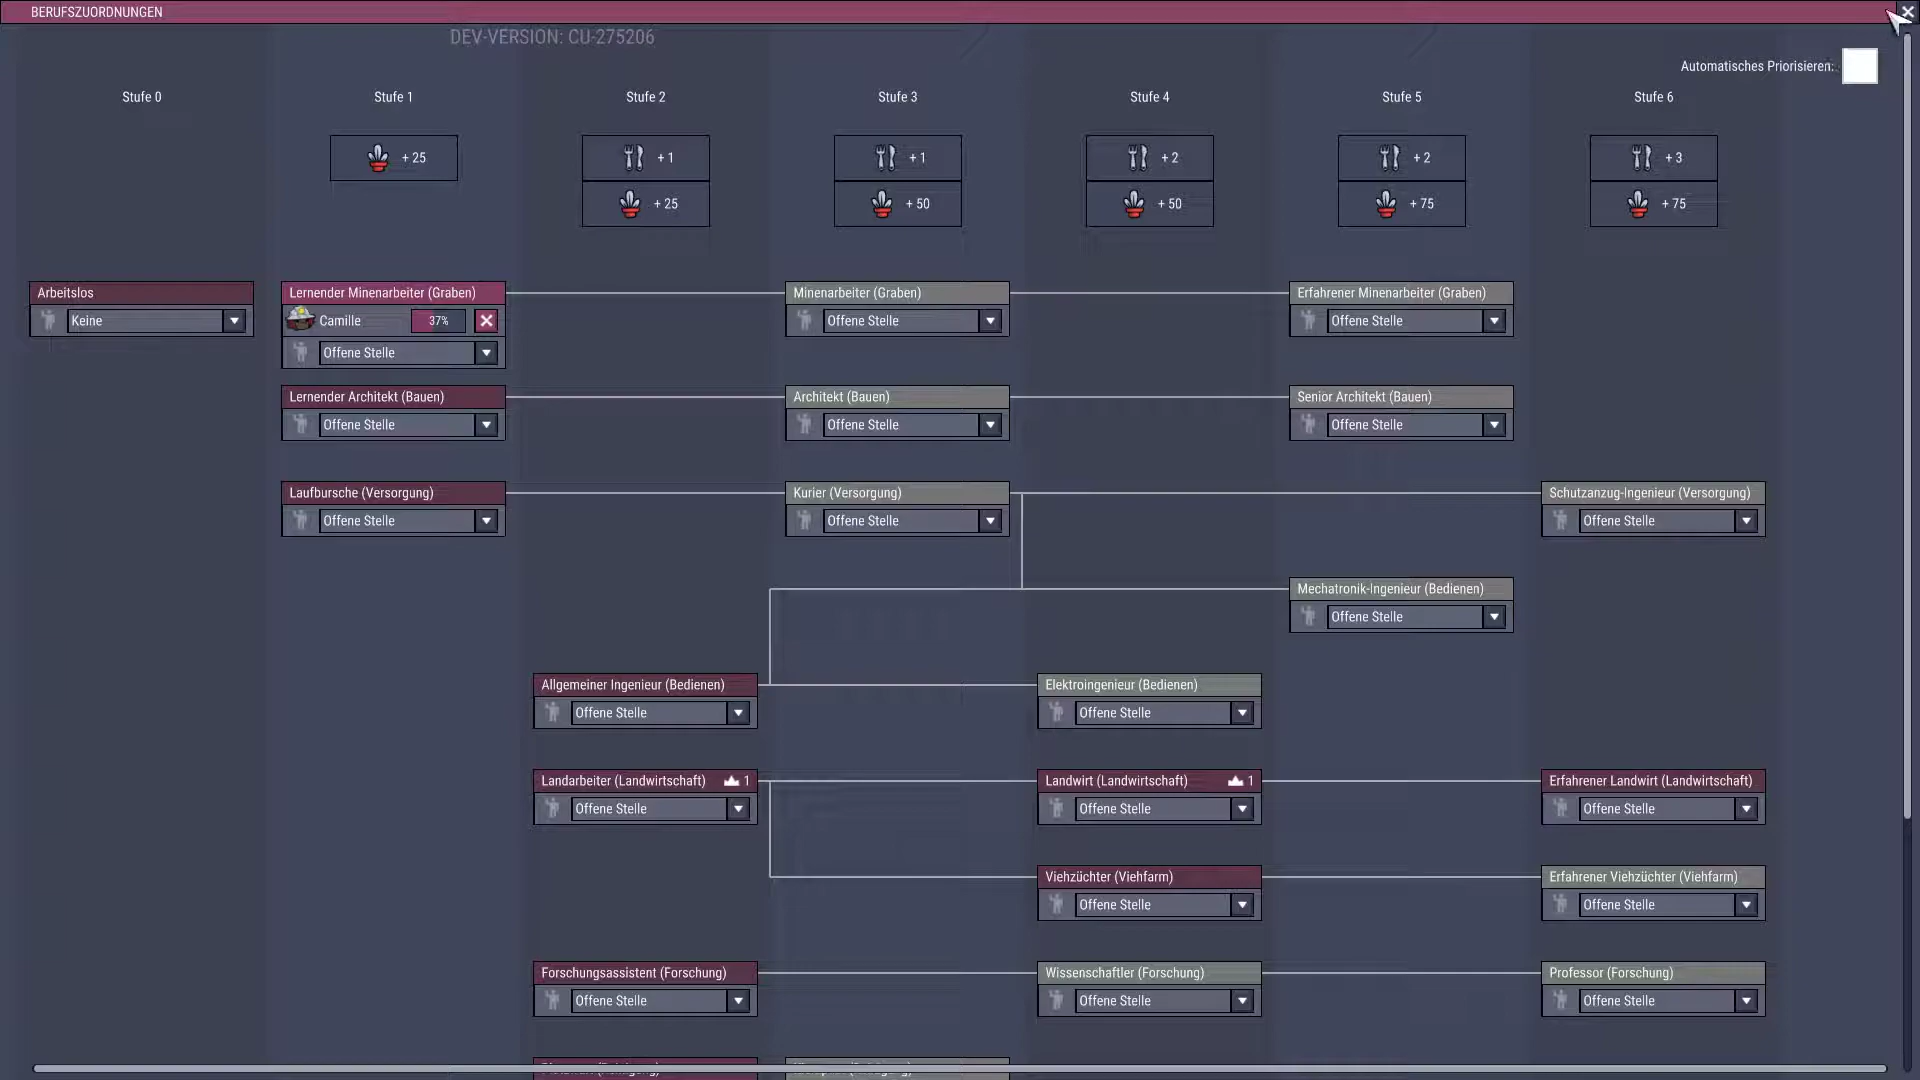 BERUFSZUORDNUNGEN
DEV-VERSION: CU-275206
Automatisches Priorisieren:
Stufe 0 Stufe 1 Stufe 2 Stufe 3 Stufe 4 Stufe 5 Stufe 6
+ 25 + 1 + 1 + 2 + 2 + 3
+ 25 + 50 + 50 + 75 + 75
Arbeitslos Lernender Minenarbeiter (Graben) Minenarbeiter (Graben) Erfahrener Minenarbeiter (Graben)
Keine Camille 37% Offene Stelle Offene Stelle
Offene Stelle
Lernender Architekt (Bauen) Architekt (Bauen) Senior Architekt (Bauen)
Offene Stelle Offene Stelle Offene Stelle
Laufbursche (Versorgung) Kurier (Versorgung) Schutzanzug-Ingenieur (Versorgung)
Offene Stelle Offene Stelle Offene Stelle
Mechatronik-Ingenieur (Bedienen)
Offene Stelle
Allgemeiner Ingenieur (Bedienen) Elektroingenieur (Bedienen)
Offene Stelle Offene Stelle
Landarbeiter (Landwirtschaft) 1 Landwirt (Landwirtschaft) 1 Erfahrener Landwirt (Landwirtschaft)
Offene Stelle Offene Stelle Offene Stelle
Viehzüchter (Viehfarm) Erfahrener Viehzüchter (Viehfarm)
Offene Stelle Offene Stelle
Forschungsassistent (Forschung) Wissenschaftler (Forschung) Professor (Forschung)
Offene Stelle Offene Stelle Offene Stelle